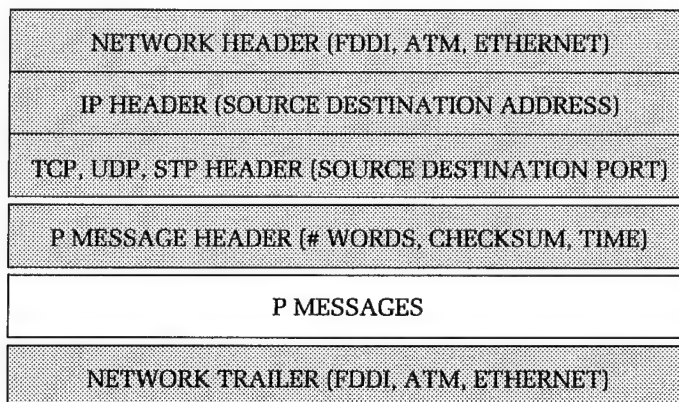 NETWORK HEADER (FDDI, ATM, ETHERNET)
IP HEADER (SOURCE DESTINATION ADDRESS)
TCP, UDP, STP HEADER (SOURCE DESTINATION PORT)
P MESSAGE HEADER (# WORDS, CHECKSUM, TIME)
P MESSAGES
NETWORK TRAILER (FDDI, ATM, ETHERNET)